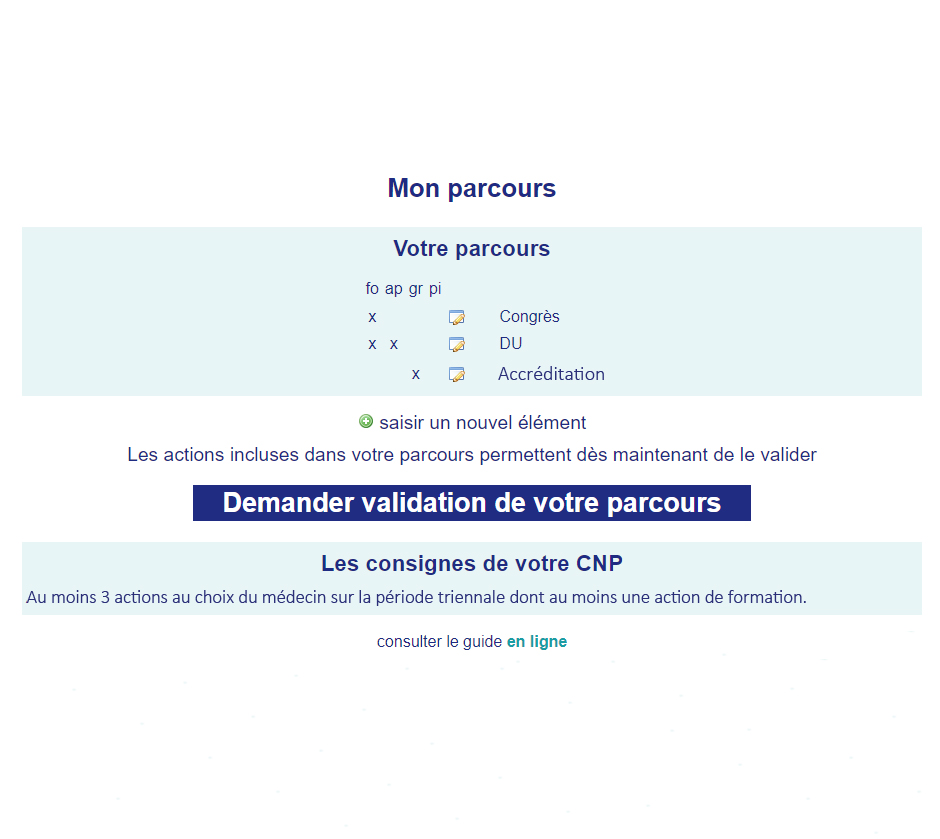 Mon parcours
Votre parcours
fo ap gr pi
x Congrès
x x DU
x Accréditation
saisir un nouvel élément
Les actions incluses dans votre parcours permettent dès maintenant de le valider
Demander validation de votre parcours
Les consignes de votre CNP
Au moins 3 actions au choix du médecin sur la période triennale dont au moins une action de formation.
consulter le guide en ligne